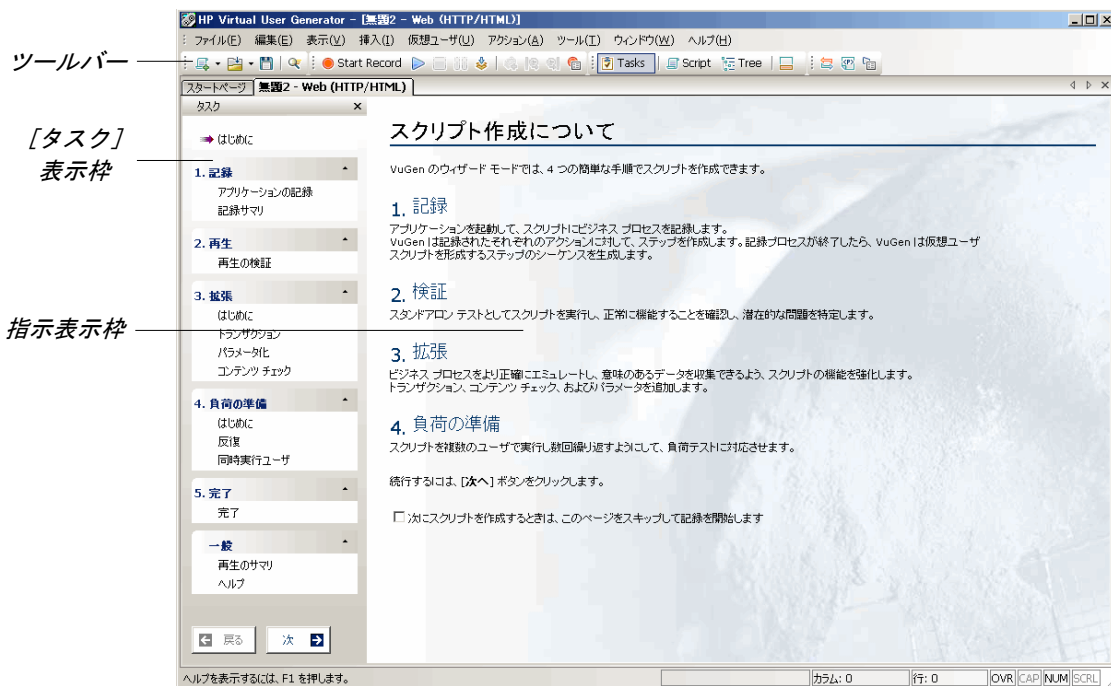 HP Virtual User Generator - [無題2 - Web (HTTP/HTML)]
ファイル(F) 編集(E) 表示(V) 挿入(I) 仮想ユーザ(U) アクション(A) ツール(T) ウィンドウ(W) ヘルプ(H)
ツールバー
Start Record Tasks Script Tree
スタートページ 無題2 - Web (HTTP/HTML)
タスク
[タスク]
表示枠
はじめに
1. 記録
アプリケーションの記録
記録サマリ
2. 再生
再生の検証
3. 拡張
はじめに
トランザクション
パラメータ化
コンテンツ チェック
4. 負荷の準備
はじめに
反復
同時実行ユーザ
5. 完了
完了
一般
再生のサマリ
ヘルプ
戻る 次
指示表示枠
スクリプト作成について
VuGen のウィザード モードでは、4 つの簡単な手順でスクリプトを作成できます。
1. 記録
アプリケーションを起動して、スクリプトにビジネス プロセスを記録します。
VuGen は記録されたそれぞれのアクションに対して、ステップを作成します。記録プロセスが終了したら、VuGen は仮想ユーザ
スクリプトを形成するステップのシーケンスを生成します。
2. 検証
スタンドアロン テストとしてスクリプトを実行し、正常に機能することを確認し、潜在的な問題を特定します。
3. 拡張
ビジネス プロセスをより正確にエミュレートし、意味のあるデータを収集できるよう、スクリプトの機能を強化します。
トランザクション、コンテンツ チェック、およびパラメータを追加します。
4. 負荷の準備
スクリプトを複数のユーザで実行し数回繰り返すようにして、負荷テストに対応させます。
続行するには、[次へ] ボタンをクリックします。
次にスクリプトを作成するときは、このページをスキップして記録を開始します
ヘルプを表示するには、F1 を押します。
カラム: 0 行: 0 OVR CAP NUM SCRL